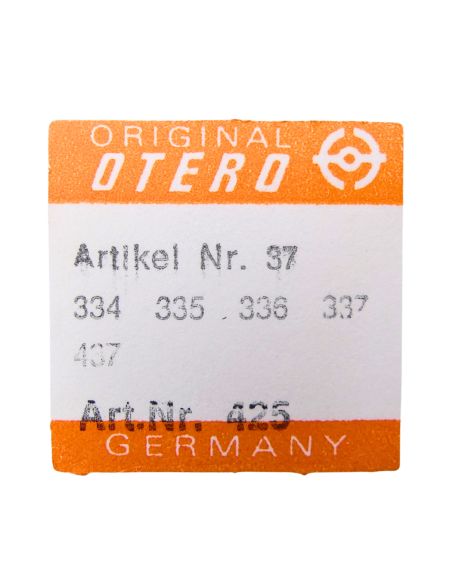 ORIGINAL
OTERO
Artikel Nr. 37
334 335 . 336 337
437
Art.Nr. 425
GERMANY